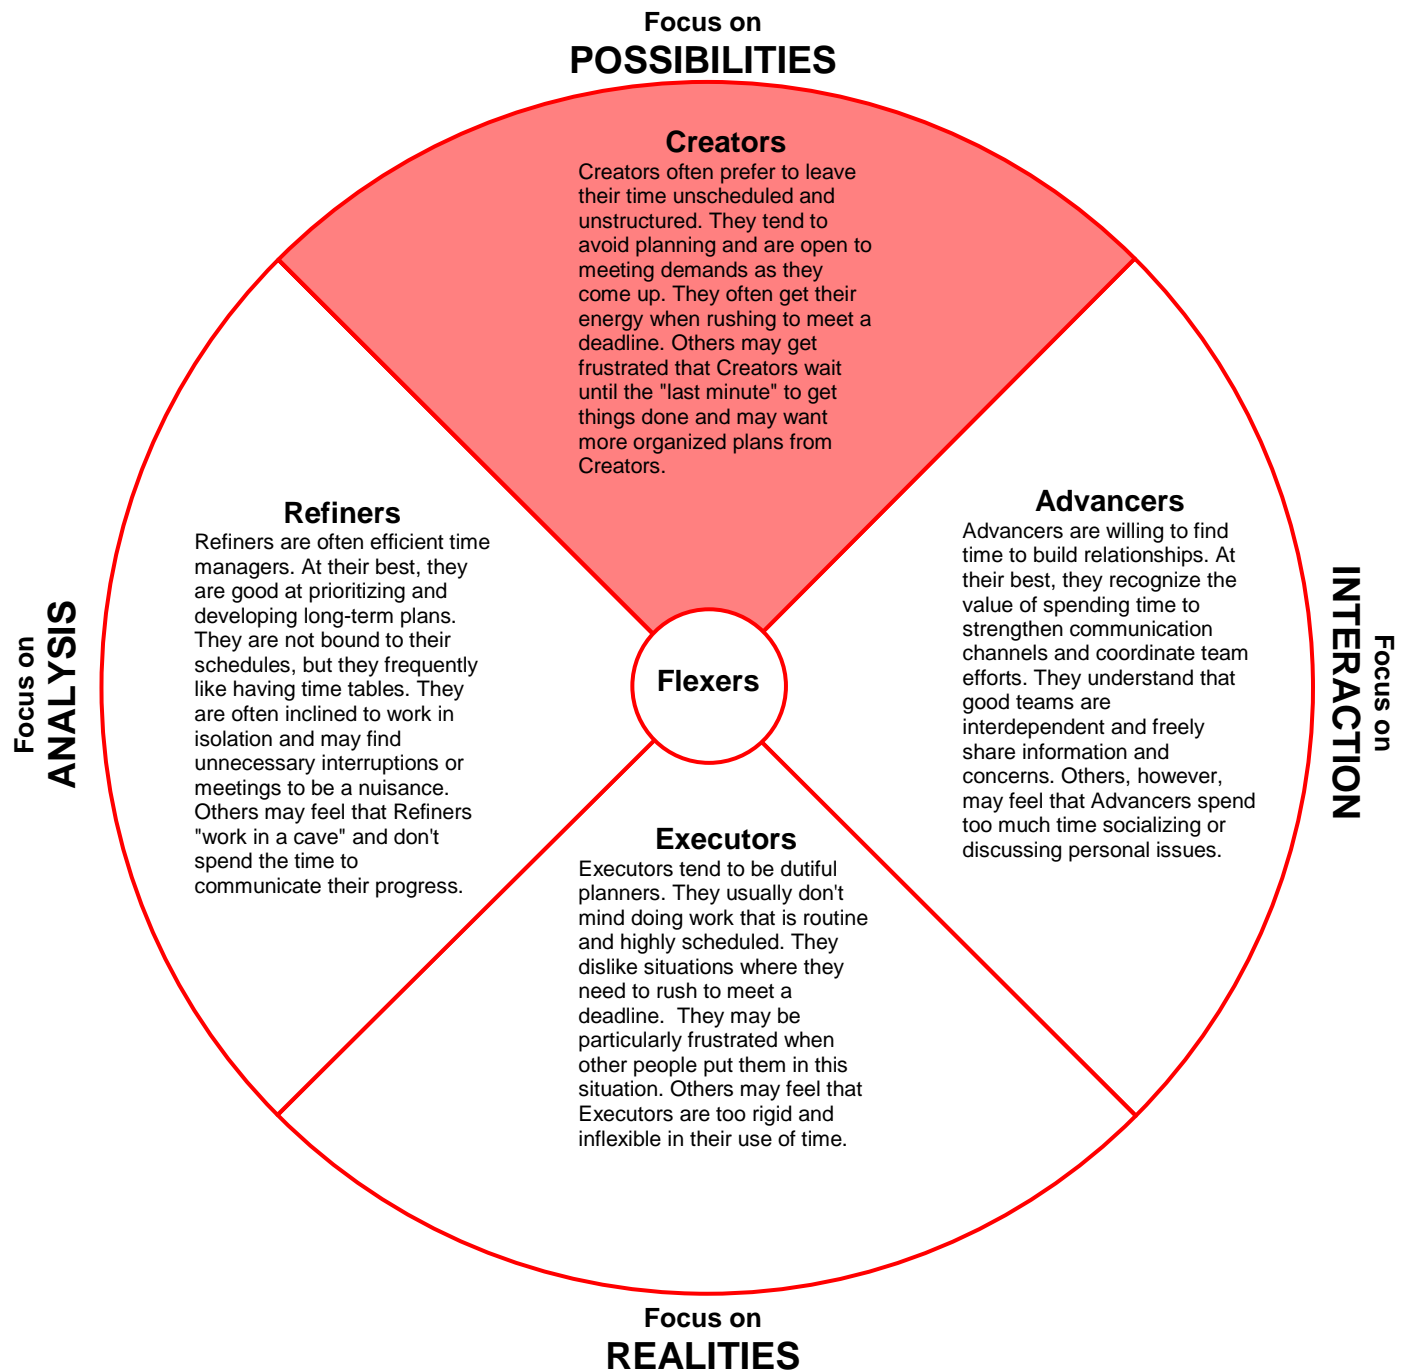 Focus on
POSSIBILITIES
Creators
Creators often prefer to leave
their time unscheduled and
unstructured. They tend to
avoid planning and are open to
meeting demands as they
come up. They often get their
energy when rushing to meet a
deadline. Others may get
frustrated that Creators wait
until the "last minute" to get
things done and may want
more organized plans from
Creators.
Focus on
ANALYSIS
Refiners
Refiners are often efficient time
managers. At their best, they
are good at prioritizing and
developing long-term plans.
They are not bound to their
schedules, but they frequently
like having time tables. They
are often inclined to work in
isolation and may find
unnecessary interruptions or
meetings to be a nuisance.
Others may feel that Refiners
"work in a cave" and don't
spend the time to
communicate their progress.
Flexers
Advancers
Advancers are willing to find
time to build relationships. At
their best, they recognize the
value of spending time to
strengthen communication
channels and coordinate team
efforts. They understand that
good teams are
interdependent and freely
share information and
concerns. Others, however,
may feel that Advancers spend
too much time socializing or
discussing personal issues.
Focus on
INTERACTION
Executors
Executors tend to be dutiful
planners. They usually don't
mind doing work that is routine
and highly scheduled. They
dislike situations where they
need to rush to meet a
deadline.  They may be
particularly frustrated when
other people put them in this
situation. Others may feel that
Executors are too rigid and
inflexible in their use of time.
Focus on
REALITIES